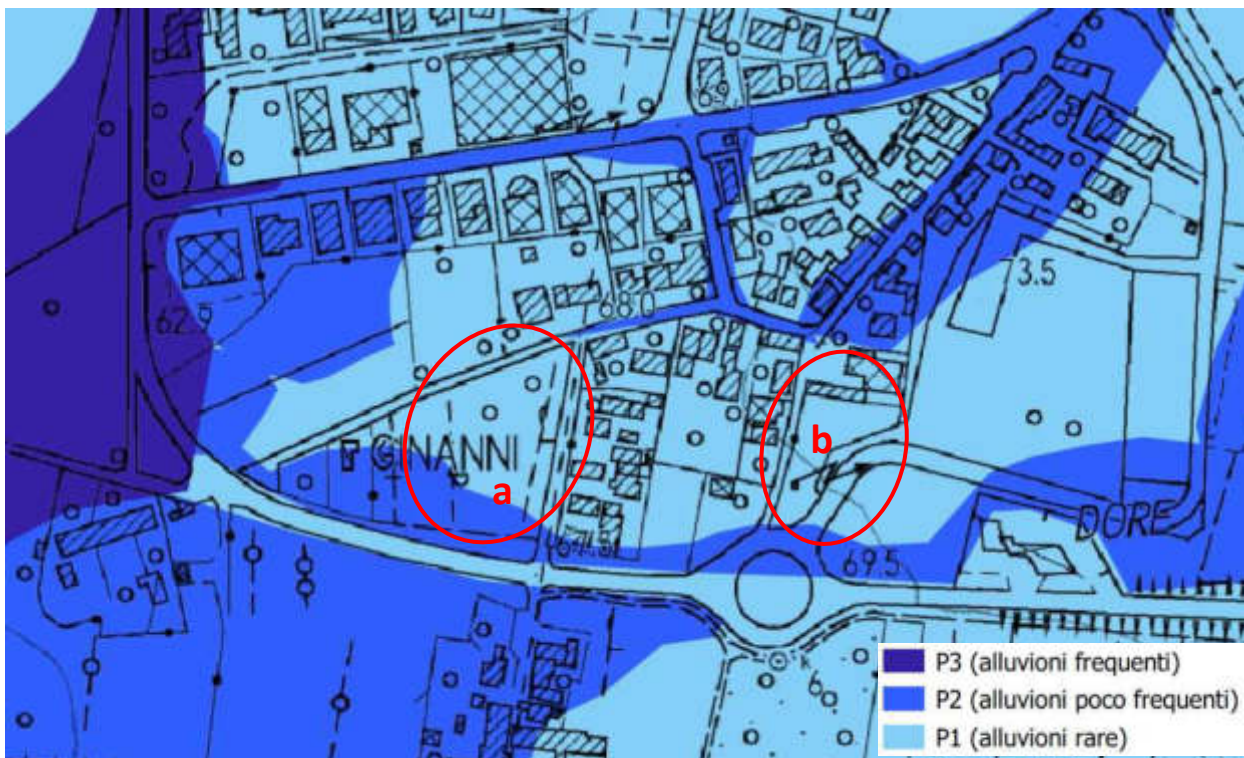 68.0
62.9
73.5
GINANNI
a
b
67.5
69.5
DORE
P3 (alluvioni frequenti)
P2 (alluvioni poco frequenti)
P1 (alluvioni rare)